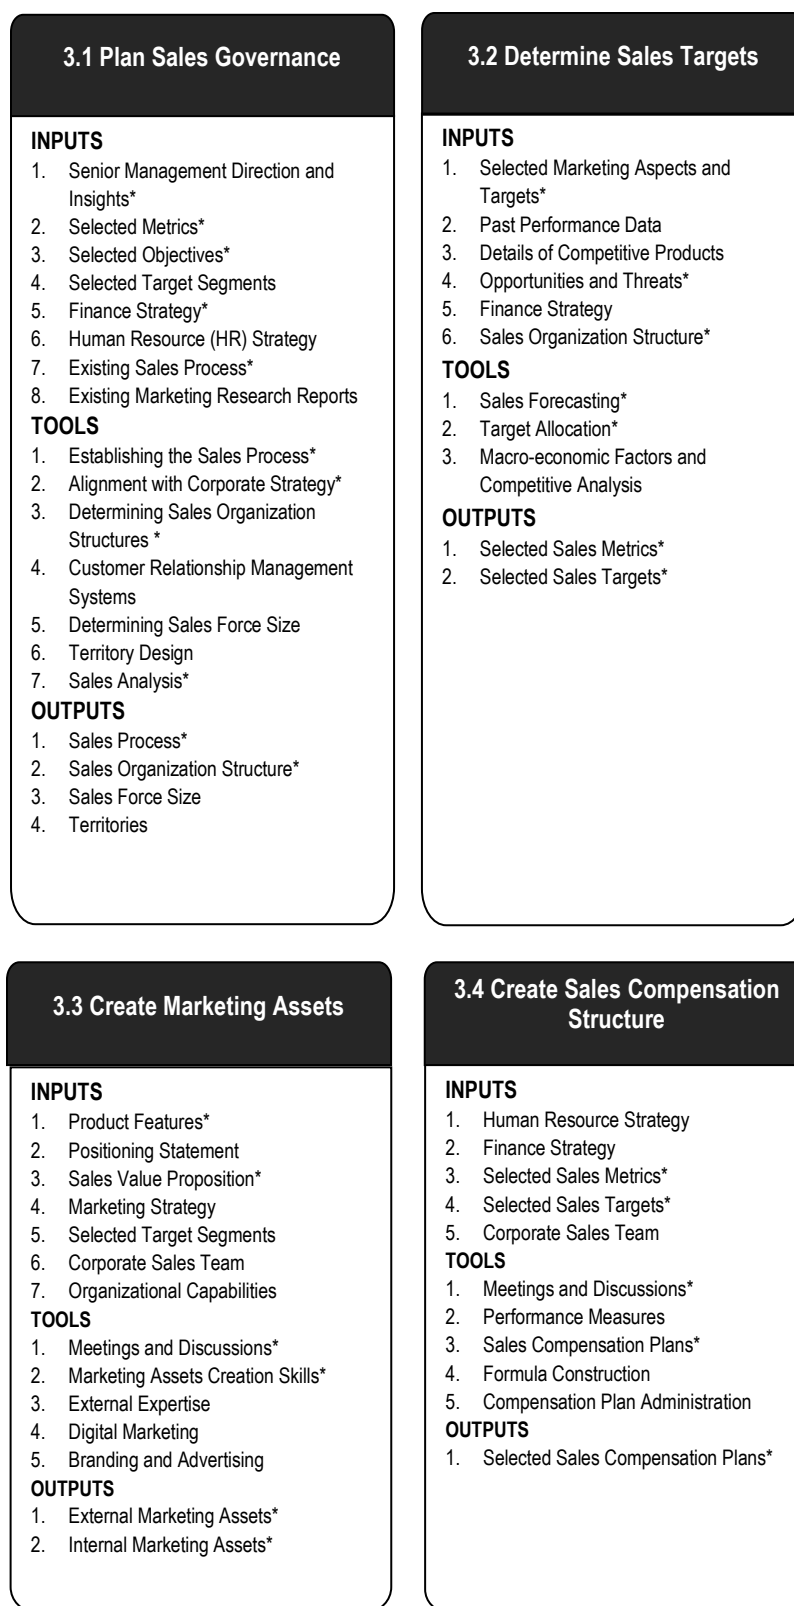 3.1 Plan Sales Governance
INPUTS
1. Senior Management Direction and
Insights*
2. Selected Metrics*
3. Selected Objectives*
4. Selected Target Segments
5. Finance Strategy*
6. Human Resource (HR) Strategy
7. Existing Sales Process*
8. Existing Marketing Research Reports
TOOLS
1. Establishing the Sales Process*
2. Alignment with Corporate Strategy*
3. Determining Sales Organization
Structures *
4. Customer Relationship Management
Systems
5. Determining Sales Force Size
6. Territory Design
7. Sales Analysis*
OUTPUTS
1. Sales Process*
2. Sales Organization Structure*
3. Sales Force Size
4. Territories
3.2 Determine Sales Targets
INPUTS
1. Selected Marketing Aspects and
Targets*
2. Past Performance Data
3. Details of Competitive Products
4. Opportunities and Threats*
5. Finance Strategy
6. Sales Organization Structure*
TOOLS
1. Sales Forecasting*
2. Target Allocation*
3. Macro-economic Factors and
Competitive Analysis
OUTPUTS
1. Selected Sales Metrics*
2. Selected Sales Targets*
3.3 Create Marketing Assets
INPUTS
1. Product Features*
2. Positioning Statement
3. Sales Value Proposition*
4. Marketing Strategy
5. Selected Target Segments
6. Corporate Sales Team
7. Organizational Capabilities
TOOLS
1. Meetings and Discussions*
2. Marketing Assets Creation Skills*
3. External Expertise
4. Digital Marketing
5. Branding and Advertising
OUTPUTS
1. External Marketing Assets*
2. Internal Marketing Assets*
3.4 Create Sales Compensation
Structure
INPUTS
1. Human Resource Strategy
2. Finance Strategy
3. Selected Sales Metrics*
4. Selected Sales Targets*
5. Corporate Sales Team
TOOLS
1. Meetings and Discussions*
2. Performance Measures
3. Sales Compensation Plans*
4. Formula Construction
5. Compensation Plan Administration
OUTPUTS
1. Selected Sales Compensation Plans*